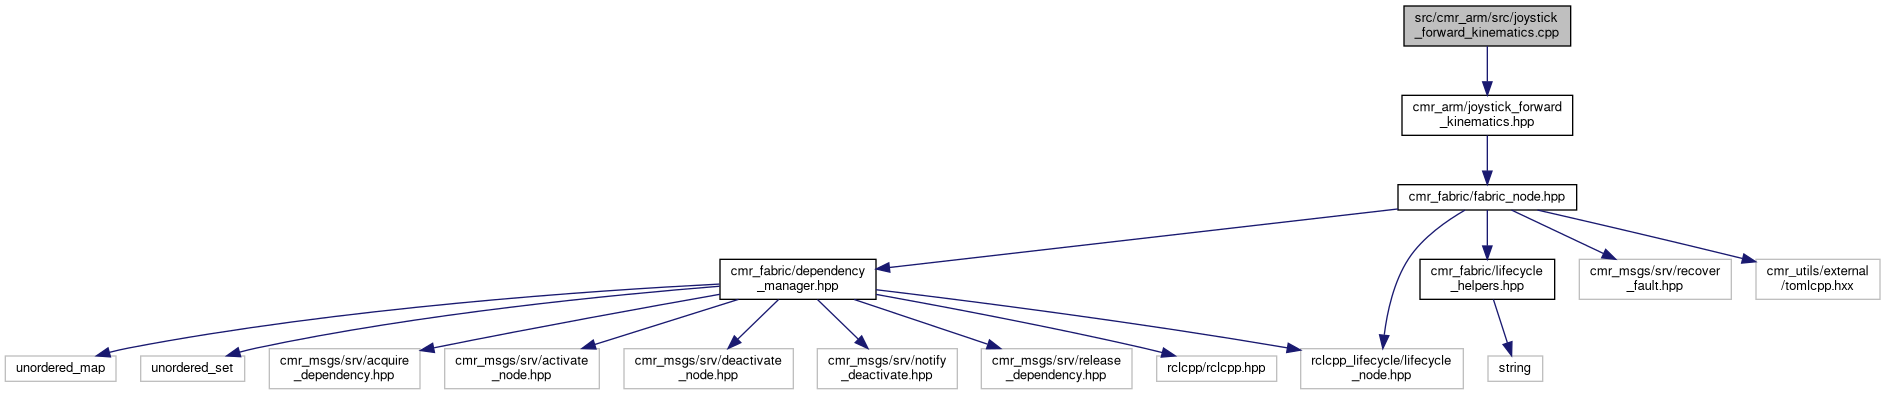 src/cmr_arm/src/joystick
_forward_kinematics.cpp
cmr_arm/joystick_forward
_kinematics.hpp
cmr_fabric/fabric_node.hpp
cmr_fabric/dependency
_manager.hpp
cmr_fabric/lifecycle
_helpers.hpp
cmr_msgs/srv/recover
_fault.hpp
cmr_utils/external
/tomlcpp.hxx
unordered_map
unordered_set
cmr_msgs/srv/acquire
_dependency.hpp
cmr_msgs/srv/activate
_node.hpp
cmr_msgs/srv/deactivate
_node.hpp
cmr_msgs/srv/notify
_deactivate.hpp
cmr_msgs/srv/release
_dependency.hpp
rclcpp/rclcpp.hpp
rclcpp_lifecycle/lifecycle
_node.hpp
string